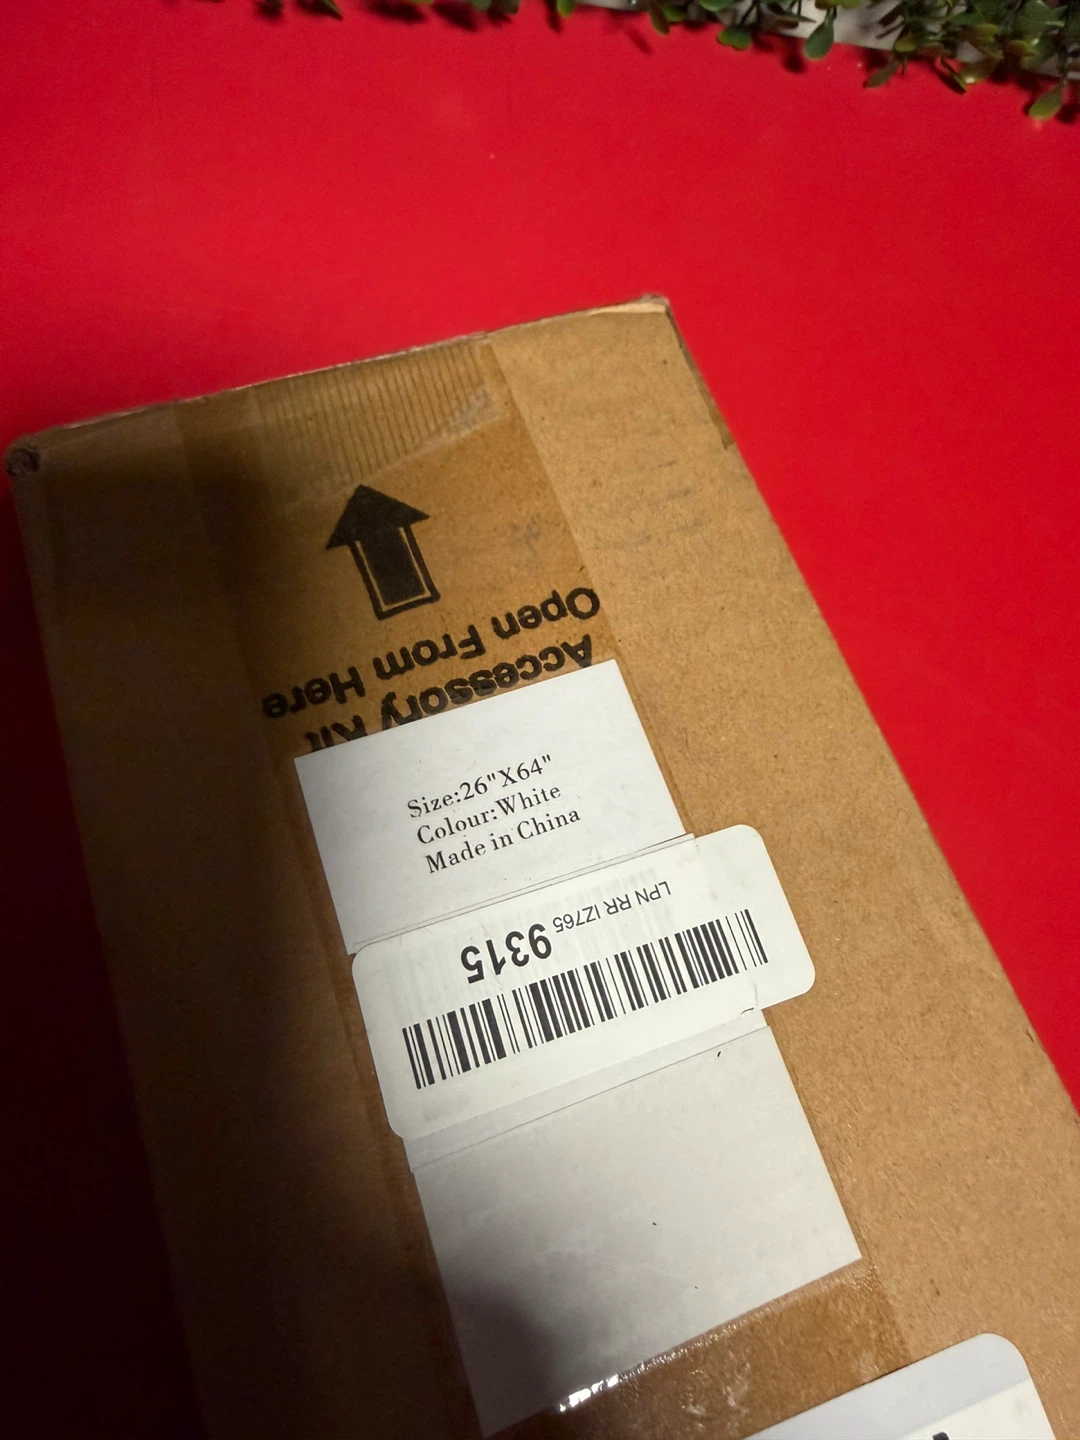 Open From Here
Accessory Kit
Size:26"X64"
Colour:White
Made in China
LPN RR IZ765 9315